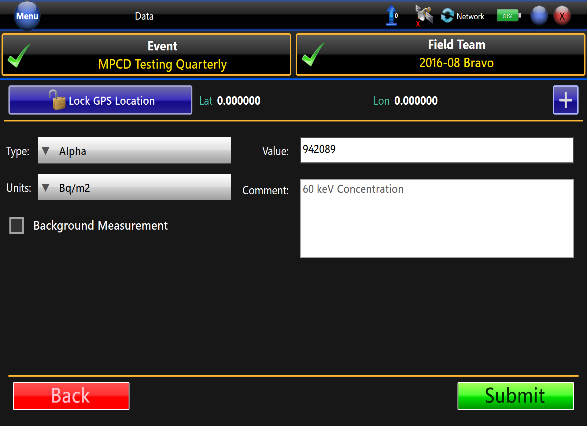 Menu
Data
0
X
Network
X
Event
MPCD Testing Quarterly
Field Team
2016-08 Bravo
Lock GPS Location
Lat 0.000000
Lon 0.000000
+
Type:
Alpha
Value:
942089
Units:
Bq/m2
Comment:
60 keV Concentration
Background Measurement
Back
Submit